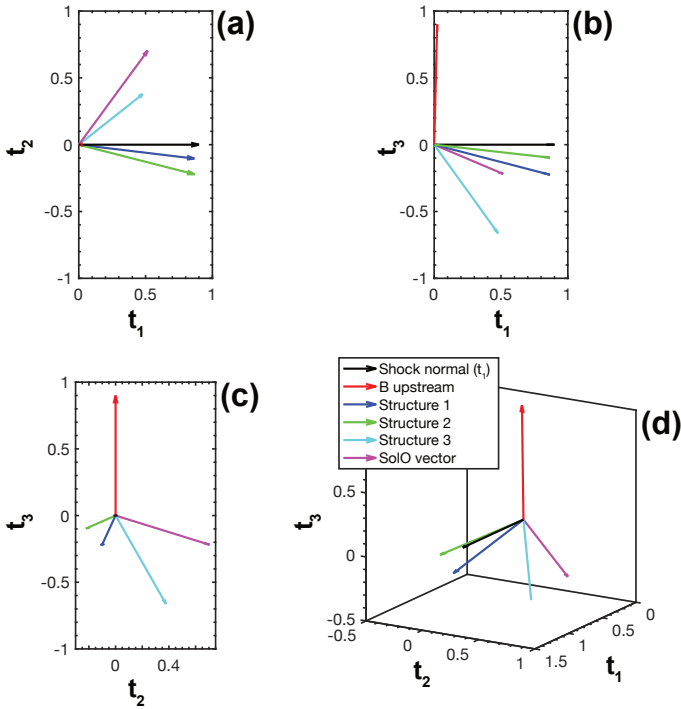 (a)
1
0.5
0
-0.5
-1
t2
0
0.5
1
t1
(b)
1
0.5
0
-0.5
-1
t3
0
0.5
1
t1
(c)
1
0.5
0
-0.5
-1
t3
0
0.4
t2
Shock normal (t1)
B upstream
Structure 1
Structure 2
Structure 3
SolO vector
(d)
0.5
0
-0.5
t3
-0.5
0
0.5
1
t2
1.5
1
0.5
0
t1